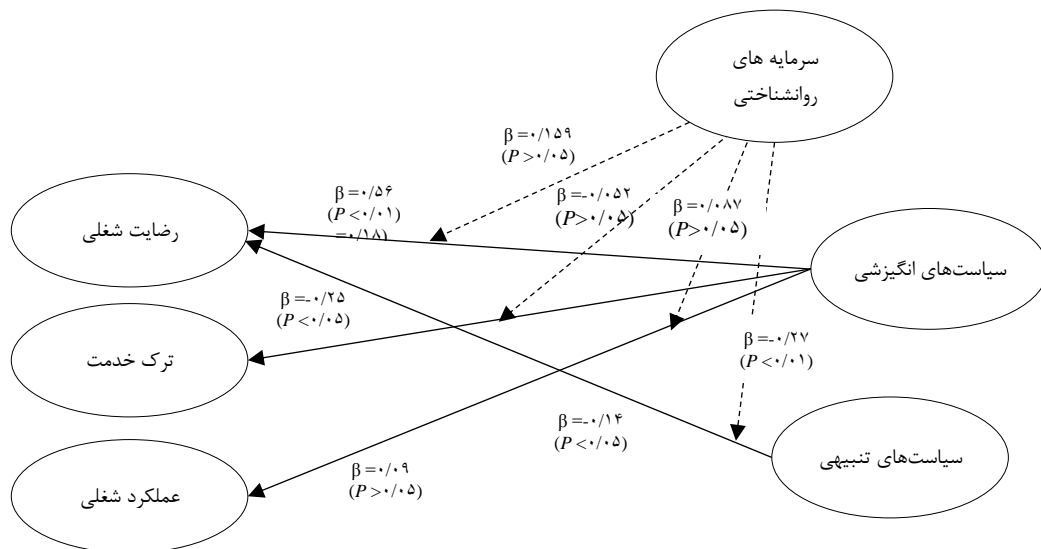 سرمایه های
روانشناختی
β =۰/۱۵۹
(P >۰/۰۵)
β =۰/۵۶
(P <۰/۰۱)
=۰/۱۸)
β =-۰/۰۵۲
(P>۰/۰۵)
β =۰/۰۸۷
(P>۰/۰۵)
رضایت شغلی
سیاست‌های انگیزشی
β =-۰/۲۵
(P <۰/۰۵)
ترک خدمت
β =-۰/۲۷
(P <۰/۰۱)
β =-۰/۱۴
(P <۰/۰۵)
سیاست‌های تنبیهی
β =۰/۰۹
(P >۰/۰۵)
عملکرد شغلی